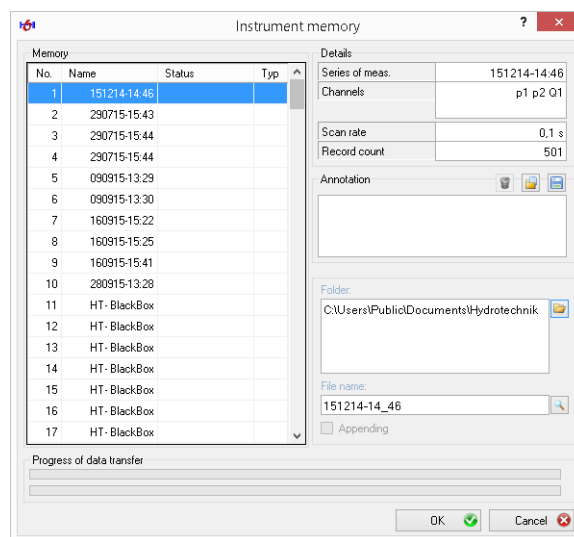 Instrument memory ? ×
Memory
No. Name Status Typ
1 151214-14:46
2 290715-15:43
3 290715-15:44
4 290715-15:44
5 090915-13:29
6 090915-13:30
7 160915-15:22
8 160915-15:25
9 160915-15:41
10 280915-13:28
11 HT- BlackBox
12 HT- BlackBox
13 HT- BlackBox
14 HT- BlackBox
15 HT- BlackBox
16 HT- BlackBox
17 HT- BlackBox
Details
Series of meas. 151214-14:46
Channels p1 p2 Q1
Scan rate 0,1 s
Record count 501
Annotation
Folder:
C:\Users\Public\Documents\Hydrotechnik
File name:
151214-14_46
Appending
Progress of data transfer
OK Cancel